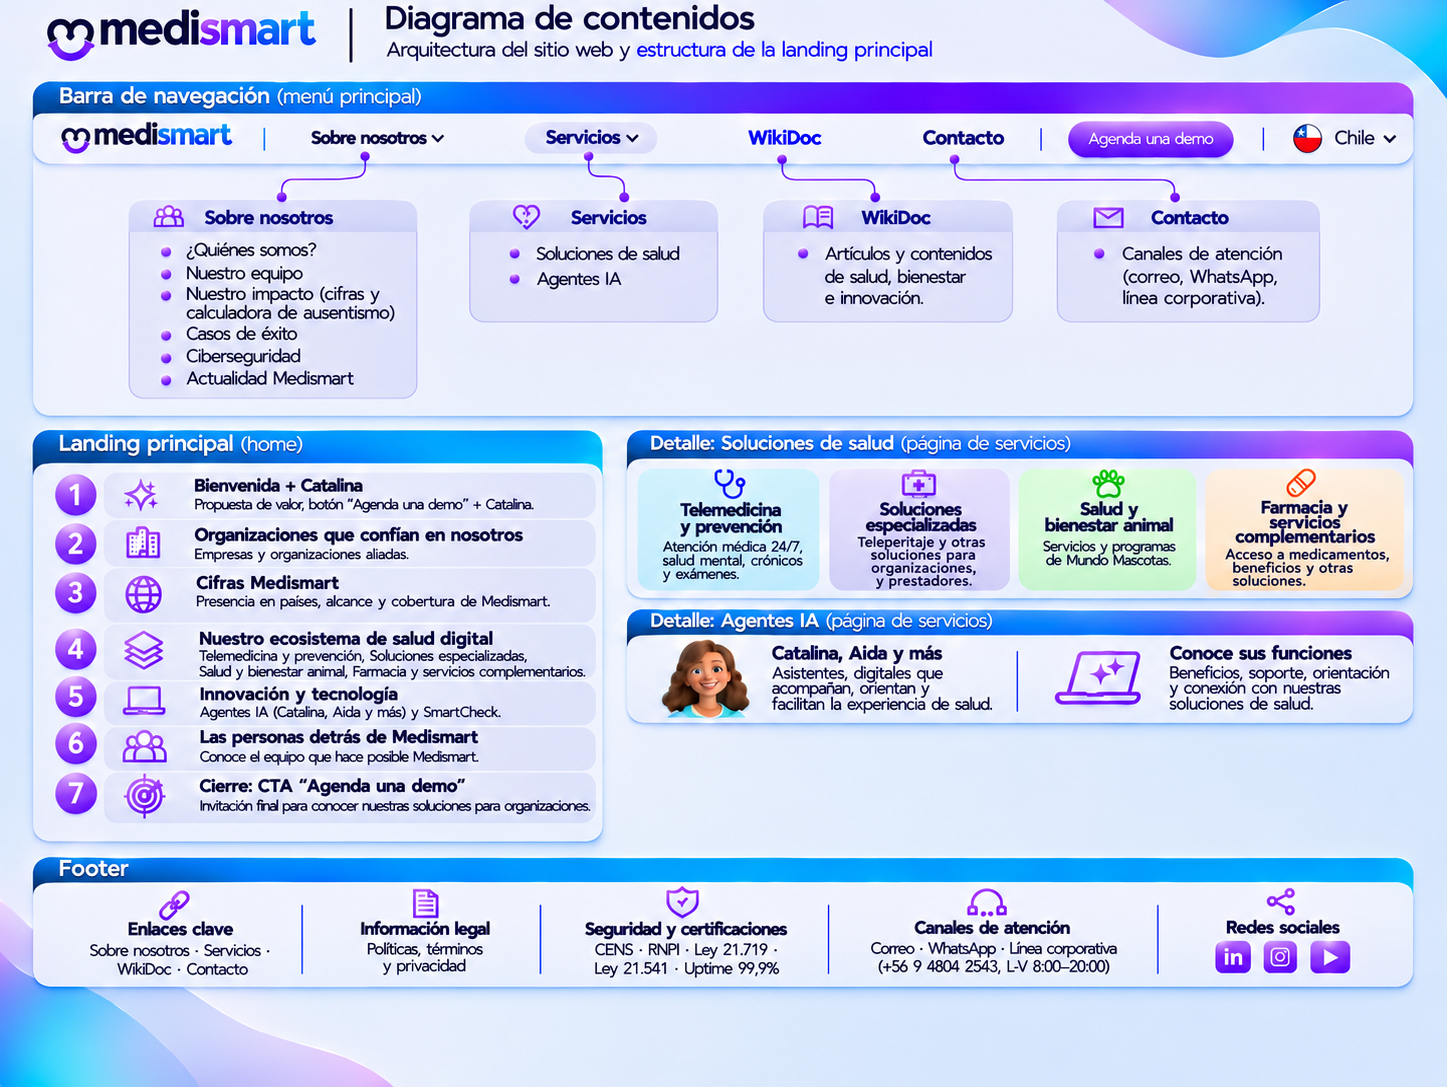 medismart
Diagrama de contenidos
Arquitectura del sitio web y estructura de la landing principal
Barra de navegación (menú principal)
medismart
Sobre nosotros
Servicios
WikiDoc
Contacto
Agenda una demo
Chile
Sobre nosotros
¿Quiénes somos?
Nuestro equipo
Nuestro impacto (cifras y
calculadora de ausentismo)
Casos de éxito
Ciberseguridad
Actualidad Medismart
Servicios
Soluciones de salud
Agentes IA
WikiDoc
Artículos y contenidos
de salud, bienestar
e innovación.
Contacto
Canales de atención
(correo, WhatsApp,
línea corporativa).
Landing principal (home)
1
Bienvenida + Catalina
Propuesta de valor, botón “Agenda una demo” + Catalina.
2
Organizaciones que confían en nosotros
Empresas y organizaciones aliadas.
3
Cifras Medismart
Presencia en países, alcance y cobertura de Medismart.
4
Nuestro ecosistema de salud digital
Telemedicina y prevención, Soluciones especializadas,
Salud y bienestar animal, Farmacia y servicios complementarios.
5
Innovación y tecnología
Agentes IA (Catalina, Aida y más) y SmartCheck.
6
Las personas detrás de Medismart
Conoce el equipo que hace posible Medismart.
7
Cierre: CTA “Agenda una demo”
Invitación final para conocer nuestras soluciones para organizaciones.
Detalle: Soluciones de salud (página de servicios)
Telemedicina
y prevención
Atención médica 24/7,
salud mental, crónicos
y exámenes.
Soluciones
especializadas
Teleperitaje y otras
soluciones para
organizaciones,
y prestadores.
Salud y
bienestar animal
Servicios y programas
de Mundo Mascotas.
Farmacia y
servicios
complementarios
Acceso a medicamentos,
beneficios y otras
soluciones.
Detalle: Agentes IA (página de servicios)
Catalina, Aida y más
Asistentes, digitales que
acompañan, orientan y
facilitan la experiencia de salud.
Conoce sus funciones
Beneficios, soporte, orientación
y conexión con nuestras
soluciones de salud.
Footer
Enlaces clave
Sobre nosotros · Servicios ·
WikiDoc · Contacto
Información legal
Políticas, términos
y privacidad
Seguridad y certificaciones
CENS · RNPI · Ley 21.719 ·
Ley 21.541 · Uptime 99,9%
Canales de atención
Correo · WhatsApp · Línea corporativa
(+56 9 4804 2543, L-V 8:00–20:00)
Redes sociales
in